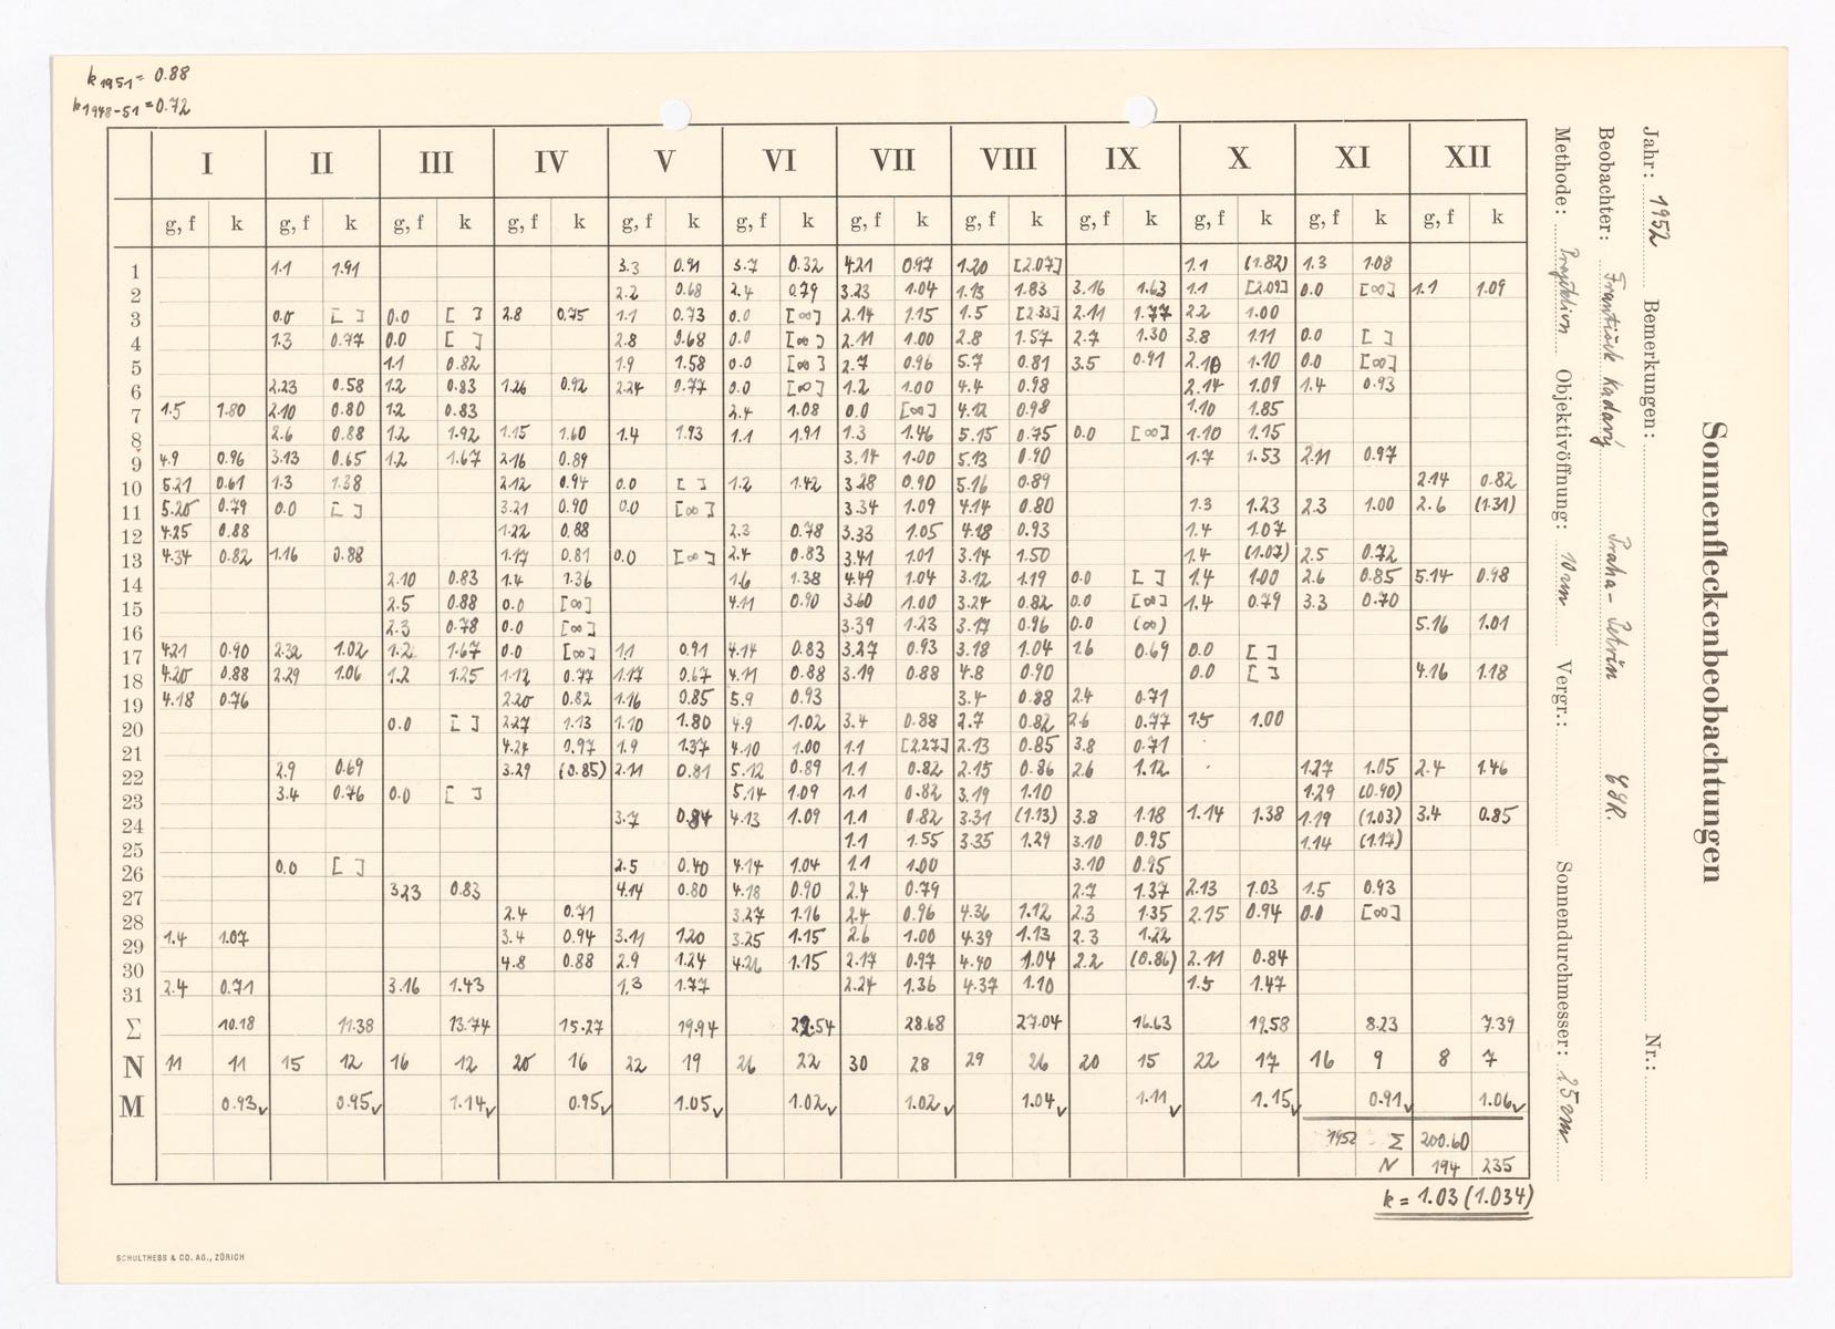 k 1951 = 0.88
k 1948-51 = 0.72
I II III IV V VI VII VIII IX X XI XII
g, f k g, f k g, f k g, f k g, f k g, f k g, f k g, f k g, f k g, f k g, f k g, f k
1 1.1 1.91 3.3 0.91 3.7 0.32 4.21 0.97 1.20 [2.07] 1.1 (1.82) 1.3 1.08
2 2.2 0.68 2.4 0.79 3.23 1.04 1.13 1.83 3.16 1.63 1.1 [2.09] 0.0 [∞] 1.1 1.09
3 0.0 [ ] 0.0 [ ] 2.8 0.75 1.1 0.73 0.0 [∞] 2.14 1.15 1.5 [2.33] 2.11 1.77 2.2 1.00
4 1.3 0.77 0.0 [ ] 2.8 0.68 0.0 [∞] 2.11 1.00 2.8 1.57 2.7 1.30 3.8 1.11 0.0 [ ]
5 1.1 0.82 1.9 1.58 0.0 [∞] 2.7 0.96 5.7 0.81 3.5 0.91 2.10 1.10 0.0 [∞]
6 2.23 0.58 1.2 0.83 1.26 0.92 2.24 0.77 0.0 [∞] 1.2 1.00 4.4 0.98 2.14 1.09 1.4 0.93
7 1.5 1.80 2.10 0.80 1.2 0.83 2.4 1.08 0.0 [∞] 4.12 0.98 1.10 1.85
8 2.6 0.88 1.2 1.92 1.15 1.60 1.4 1.93 1.1 1.91 1.3 1.46 5.15 0.75 0.0 [∞] 1.10 1.15
9 4.9 0.96 3.13 0.65 1.2 1.67 2.16 0.89 3.14 1.00 5.13 0.90 1.7 1.53 2.11 0.97
10 5.21 0.61 1.3 1.38 2.12 0.94 0.0 [ ] 1.2 1.42 3.28 0.90 5.16 0.89 2.14 0.82
11 5.25 0.79 0.0 [ ] 3.21 0.90 0.0 [∞] 3.34 1.09 4.14 0.80 1.3 1.23 2.3 1.00 2.6 (1.31)
12 4.25 0.88 1.22 0.88 2.3 0.78 3.33 1.05 4.18 0.93 1.4 1.07
13 4.34 0.82 1.16 0.88 1.17 0.81 0.0 [∞] 2.4 0.83 3.41 1.01 3.14 1.50 1.4 (1.07) 2.5 0.72
14 2.10 0.83 1.4 1.36 1.6 1.38 4.49 1.04 3.12 1.19 0.0 [ ] 1.4 1.00 2.6 0.85 5.14 0.98
15 2.5 0.88 0.0 [∞] 4.11 0.90 3.60 1.00 3.24 0.82 0.0 [∞] 1.4 0.79 3.3 0.70
16 2.3 0.78 0.0 [∞] 3.39 1.23 3.17 0.96 0.0 (∞) 5.16 1.01
17 4.21 0.90 2.32 1.02 1.2 1.67 0.0 [∞] 1.1 0.91 4.14 0.83 3.27 0.93 3.18 1.04 1.6 0.69 0.0 [ ]
18 4.20 0.88 2.29 1.06 1.2 1.25 1.12 0.77 1.17 0.67 4.11 0.88 3.19 0.88 4.8 0.90 0.0 [ ] 4.16 1.18
19 4.18 0.76 2.20 0.82 1.16 0.85 5.9 0.93 3.4 0.88 2.4 0.71
20 0.0 [ ] 2.27 1.13 1.10 1.80 4.9 1.02 3.4 0.88 2.7 0.82 2.6 0.77 1.5 1.00
21 4.24 0.97 1.9 1.37 4.10 1.00 1.1 [2.27] 2.13 0.85 3.8 0.71
22 2.9 0.69 3.29 (0.85) 2.11 0.81 5.12 0.89 1.1 0.82 2.15 0.86 2.6 1.12 1.27 1.05 2.4 1.46
23 3.4 0.76 0.0 [ ] 5.14 1.09 1.1 0.82 3.19 1.10 1.29 (0.90)
24 3.7 0.84 4.13 1.09 1.1 0.82 3.31 (1.13) 3.8 1.18 1.14 1.38 1.19 (1.03) 3.4 0.85
25 1.1 1.55 3.35 1.29 3.10 0.95 1.14 (1.17)
26 0.0 [ ] 2.5 0.40 4.14 1.04 1.1 1.00 3.10 0.95
27 3.23 0.83 4.14 0.80 4.18 0.90 2.4 0.79 2.7 1.37 2.13 1.03 1.5 0.93
28 2.4 0.71 3.27 1.16 2.4 0.96 4.36 1.12 2.3 1.35 2.15 0.94 0.0 [∞]
29 1.4 1.07 3.4 0.94 3.11 1.20 3.25 1.15 2.6 1.00 4.39 1.13 2.3 1.22
30 4.8 0.88 2.9 1.24 4.26 1.15 2.17 0.97 4.40 1.04 2.2 (0.86) 2.11 0.84
31 2.4 0.71 3.16 1.43 1.3 1.77 2.24 1.36 4.37 1.10 1.5 1.47
Σ 10.18 11.38 13.74 15.27 19.94 22.54 28.68 27.04 16.63 19.58 8.23 7.39
N 11 11 15 12 16 12 20 16 22 19 26 22 30 28 29 26 20 15 22 17 16 9 8 7
M 0.93✓ 0.95✓ 1.14✓ 0.95✓ 1.05✓ 1.02✓ 1.02✓ 1.04✓ 1.11✓ 1.15✓ 0.91✓ 1.06✓
1952 Σ 200.60
N 194 235
k = 1.03 (1.034)
SCHULTHESS & CO. AG., ZÜRICH
Sonnenfleckenbeobachtungen
Jahr: 1952 Bemerkungen: Nr.:
Beobachter: František Kadavý Praha - Petřín ČSR.
Methode: Projektion Objektivöffnung: 10 cm Vergr.: Sonnendurchmesser: 25 cm